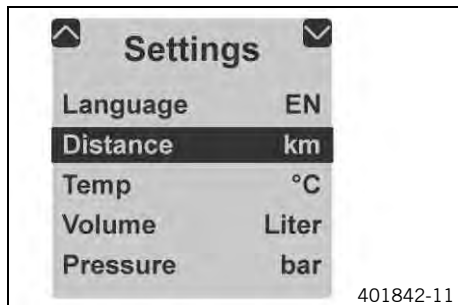 Settings
Language EN
Distance km
Temp °C
Volume Liter
Pressure bar
401842-11